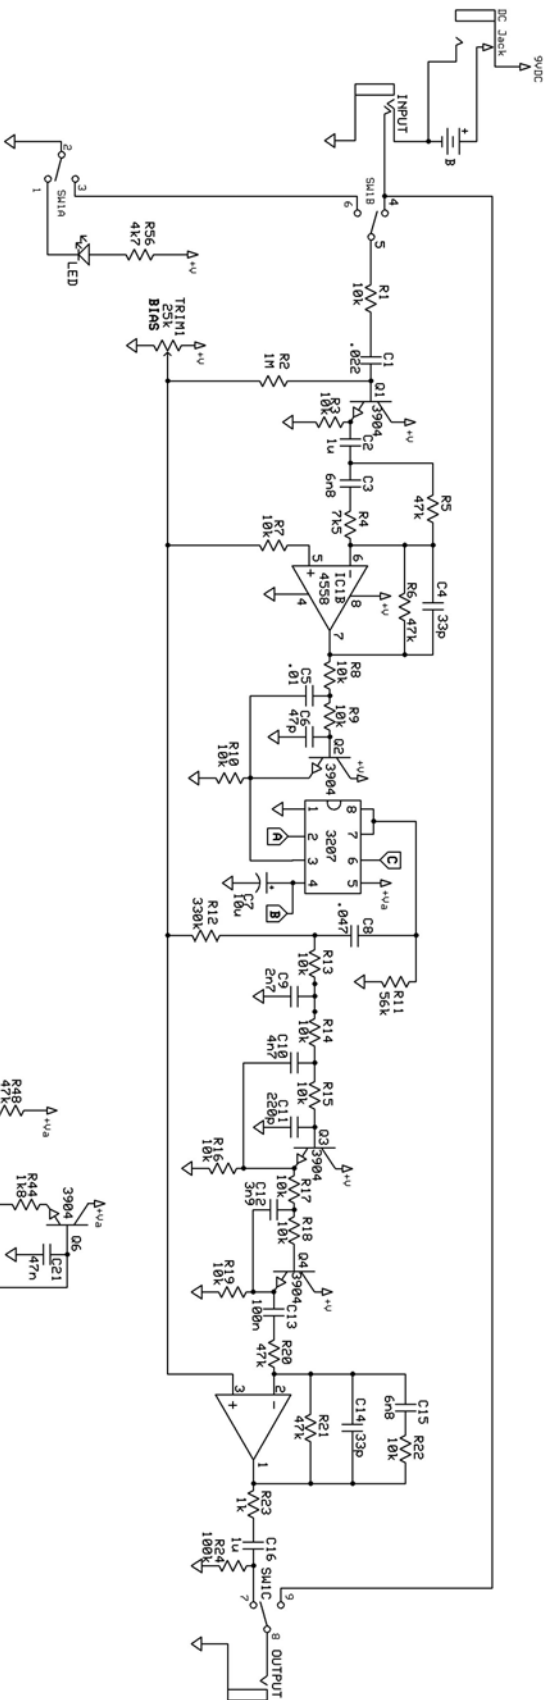 DC Jack
9VDC
+
B
INPUT
SW1B
4
5
6
SW1A
2
3
1
LED
R56
4k7
+V
TRIM1
25k
BIAS
+V
R1
10k
C1
.022
R2
1M
Q1
3904
+V
R3
10k
C2
1u
C3
6n8
R4
7k5
R5
47k
R7
10k
6
-
5
+
IC1B
4558
8
+V
4
7
R6
47k
C4
33p
R8
10k
C5
.01
R9
10k
C6
47p
Q2
3904
+Va
R10
10k
8
7
6
5
3207
1
2
3
4
A
C
B
+Va
C7
10u
+
R11
56k
C8
.047
R12
330k
R13
10k
C9
2n7
R14
10k
C10
4n7
R15
10k
C11
220p
Q3
3904
+V
R16
10k
R17
10k
C12
3n9
R18
10k
Q4
3904
+V
R19
10k
C13
100n
R20
47k
2
-
3
+
1
R21
47k
C14
33p
C15
6n8
R22
10k
R23
1k
C16
1u
R24
100k
SW1C
7
9
8
OUTPUT
R48
47k
+Va
R44
1k8
3904
+Va
Q6
C21
47n